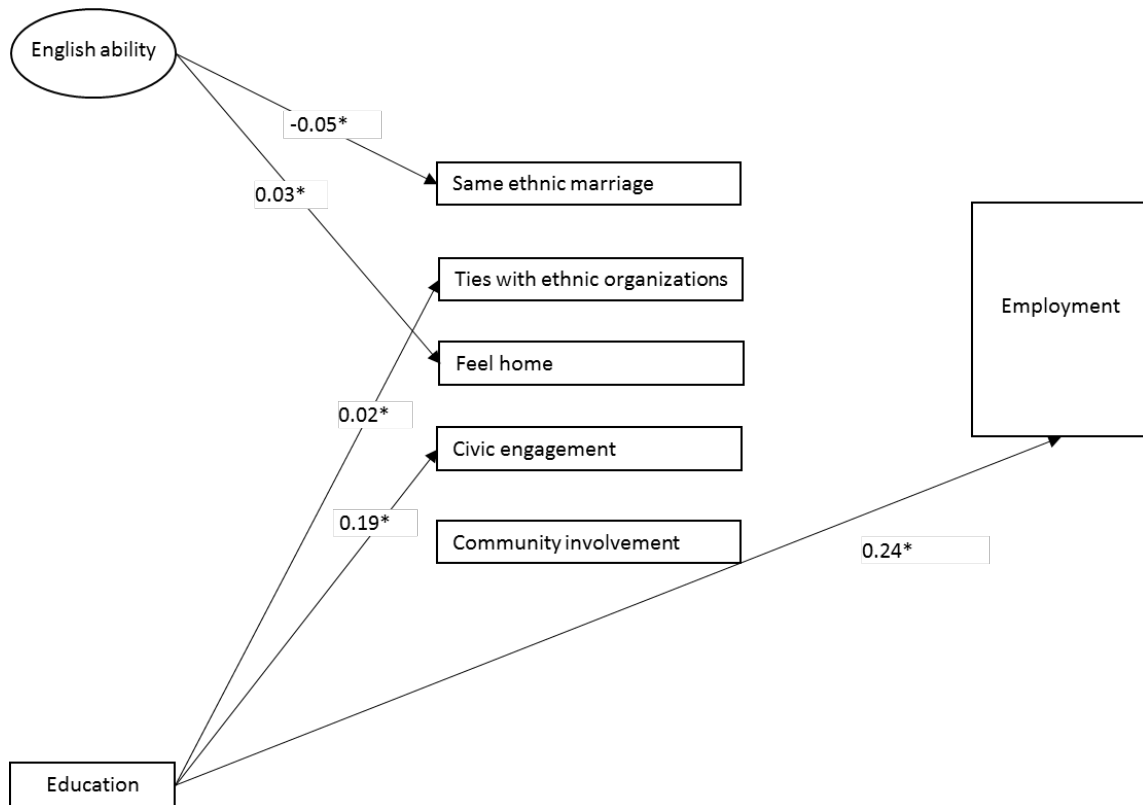 English ability
-0.05*
Same ethnic marriage
0.03*
Ties with ethnic organizations
Employment
Feel home
0.02*
Civic engagement
0.19*
Community involvement
0.24*
Education